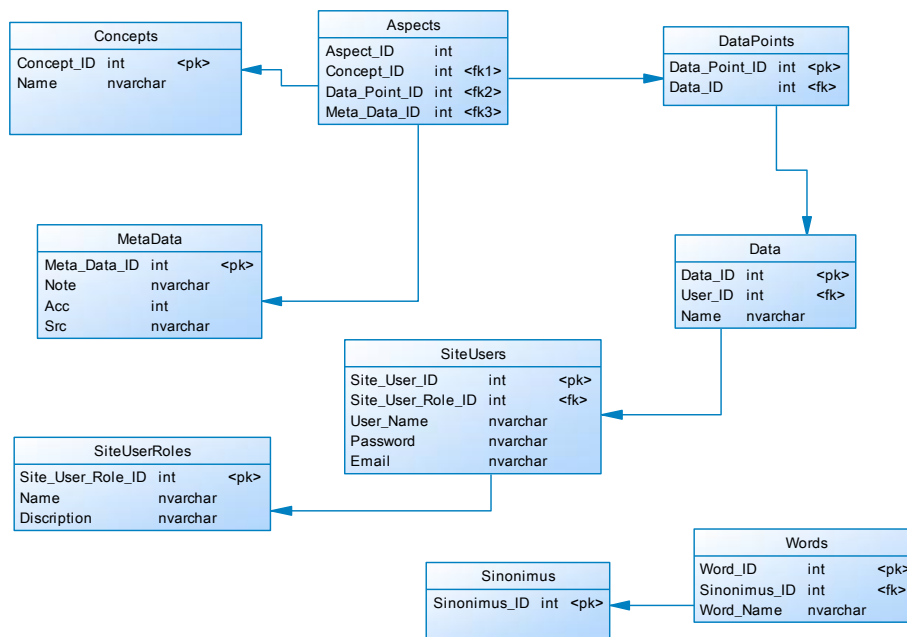 Concepts
Concept_ID int <pk>
Name nvarchar
Aspects
Aspect_ID int
Concept_ID int <fk1>
Data_Point_ID int <fk2>
Meta_Data_ID int <fk3>
DataPoints
Data_Point_ID int <pk>
Data_ID int <fk>
MetaData
Meta_Data_ID int <pk>
Note nvarchar
Acc int
Src nvarchar
Data
Data_ID int <pk>
User_ID int <fk>
Name nvarchar
SiteUsers
Site_User_ID int <pk>
Site_User_Role_ID int <fk>
User_Name nvarchar
Password nvarchar
Email nvarchar
SiteUserRoles
Site_User_Role_ID int <pk>
Name nvarchar
Discription nvarchar
Sinonimus
Sinonimus_ID int <pk>
Words
Word_ID int <pk>
Sinonimus_ID int <fk>
Word_Name nvarchar